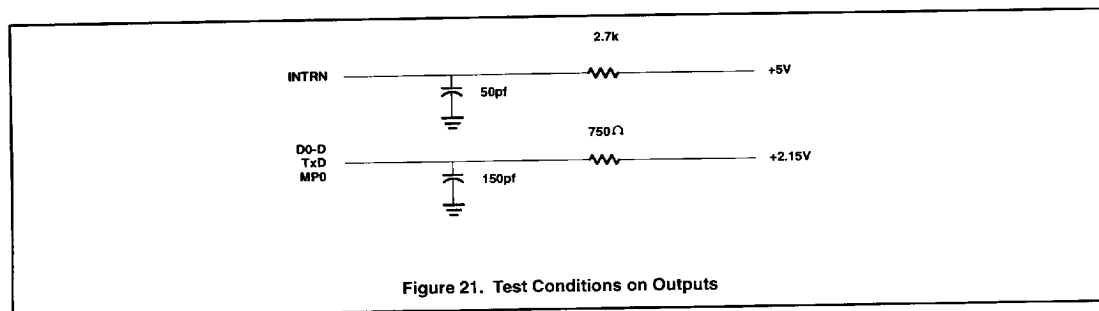 2.7k
INTRN
+5V
50pf
750Ω
D0-D
TxD
MP0
+2.15V
150pf
Figure 21. Test Conditions on Outputs